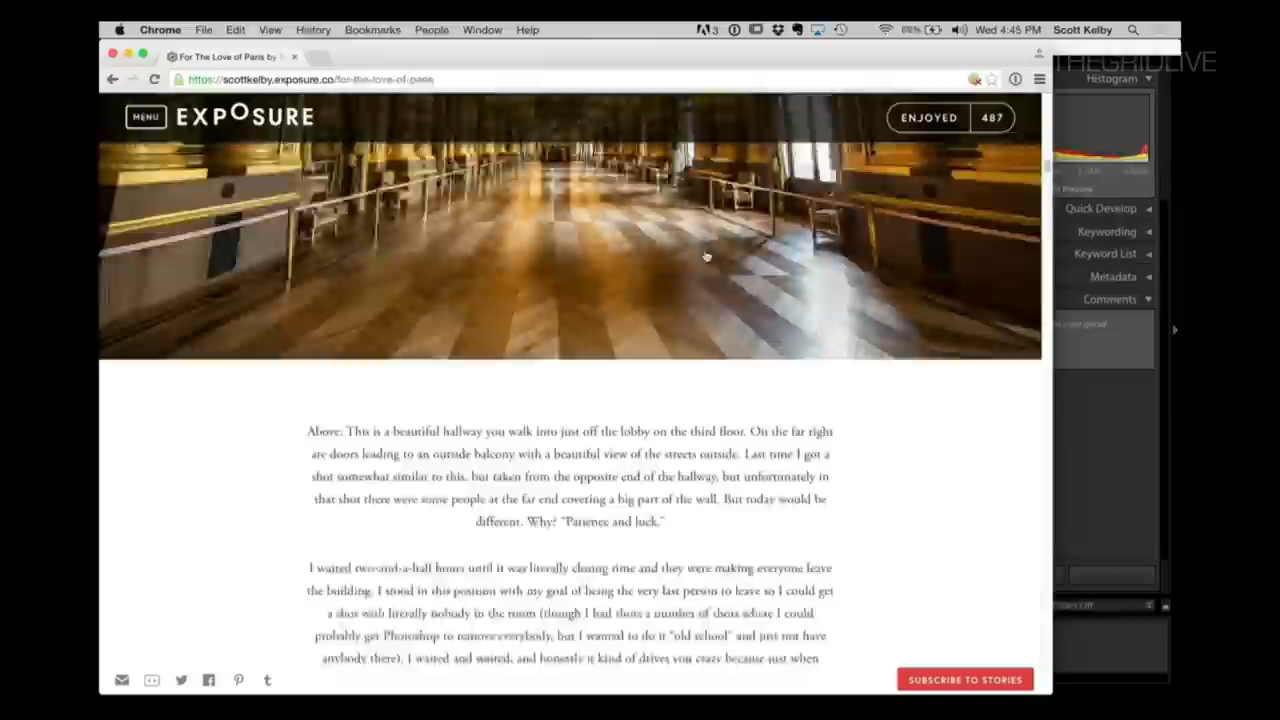 Chrome File Edit View History Bookmarks People Window Help 3 Wed 4:45 PM Scott Kelby
THEGRIDLIVE
For The Love of Paris by
https://scottkelby.exposure.co/for-the-love-of-paris
Histogram
MENU EXPOSURE ENJOYED 487
Quick Develop
Keywording
Keyword List
Metadata
Comments
Above: This is a beautiful hallway you walk into just off the lobby on the third floor. On the far right
are doors leading to an outside balcony with a beautiful view of the streets outside. Last time I got a
shot somewhat similar to this, but taken from the opposite end of the hallway, but unfortunately in
that shot there were some people at the far end covering a big part of the wall. But today would be
different. Why? "Patience and luck."
I waited two-and-a-half hours until it was literally closing time and they were making everyone leave
the building. I stood in this position with my goal of being the very last person to leave so I could get
a shot with literally nobody in the room (though I had shots a number of shots where I could
probably get Photoshop to remove everybody, but I wanted to do it "old school" and just not have
anybody there). I waited and waited, and honestly it kind of drives you crazy because just when
SUBSCRIBE TO STORIES